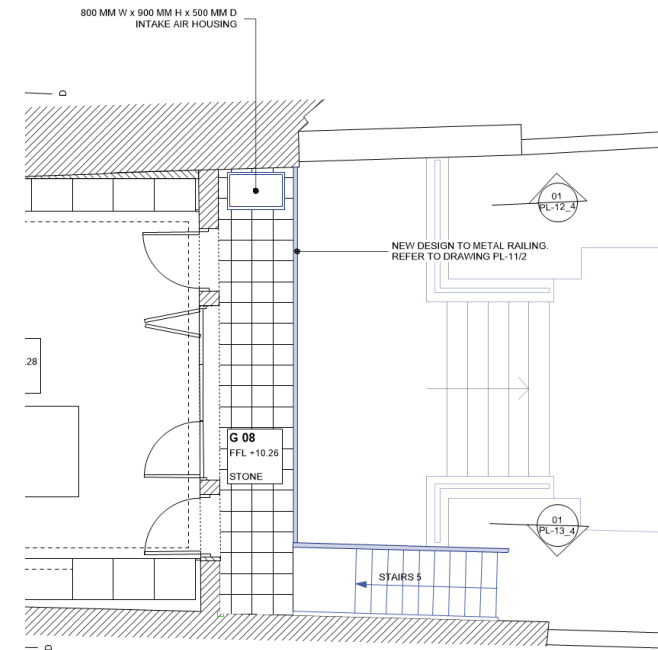 800 MM W x 900 MM H x 500 MM D
INTAKE AIR HOUSING
D
01
PL-12_4
NEW DESIGN TO METAL RAILING.
REFER TO DRAWING PL-11/2
.28
G 08
FFL +10.26
STONE
01
PL-13_4
STAIRS 5
D